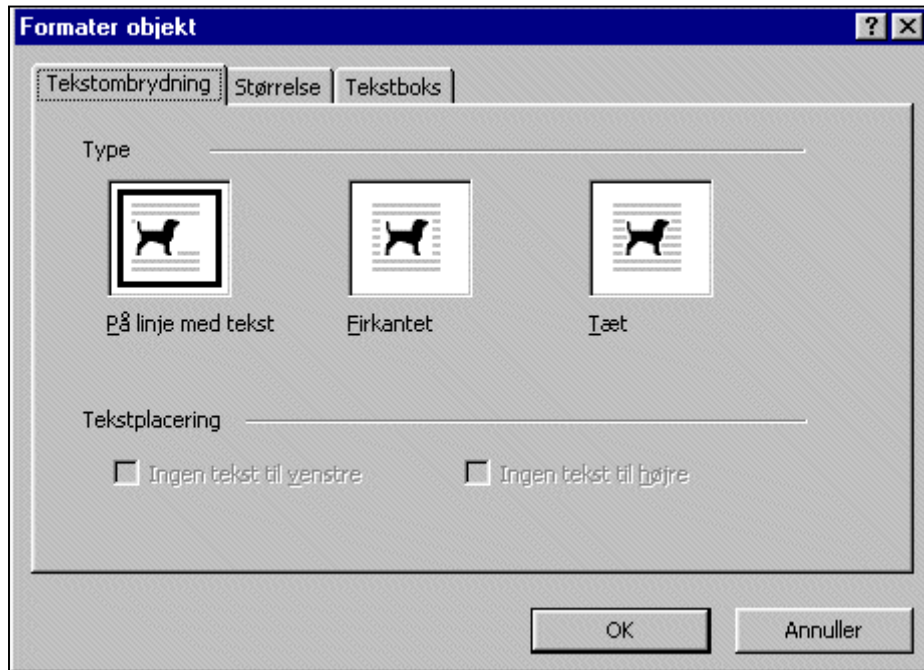 Formater objekt
Tekstombrydning Størrelse Tekstboks
Type
På linje med tekst Firkantet Tæt
Tekstplacering
Ingen tekst til venstre Ingen tekst til højre
OK Annuller